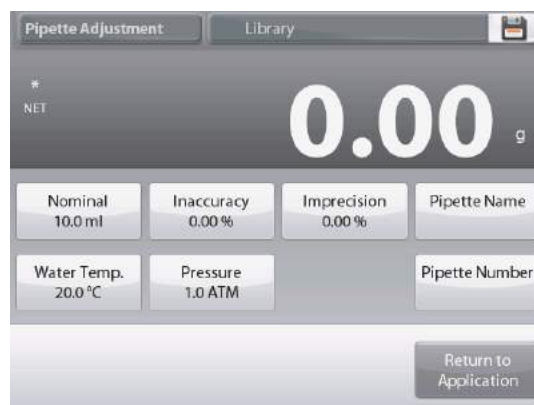 Pipette Adjustment
Library
*
NET
0.00 g
Nominal
10.0 ml
Inaccuracy
0.00 %
Imprecision
0.00 %
Pipette Name
Water Temp.
20.0 °C
Pressure
1.0 ATM
Pipette Number
Return to
Application